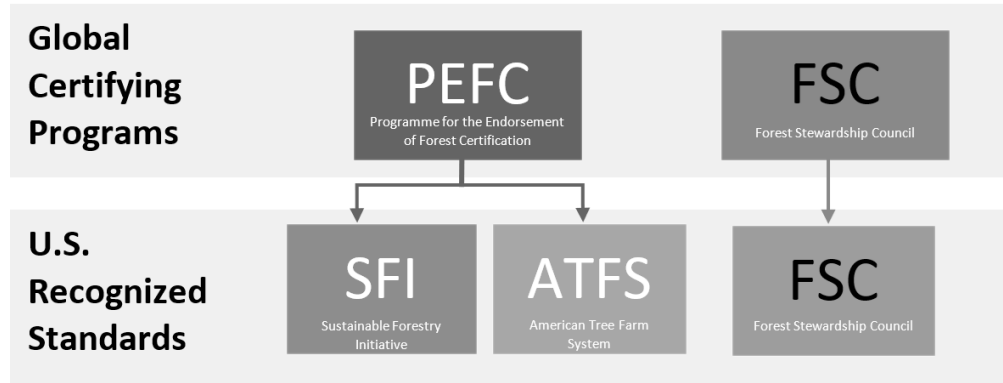 Global
Certifying
Programs
PEFC
Programme for the Endorsement
of Forest Certification
FSC
Forest Stewardship Council
U.S.
Recognized
Standards
SFI
Sustainable Forestry
Initiative
ATFS
American Tree Farm
System
FSC
Forest Stewardship Council